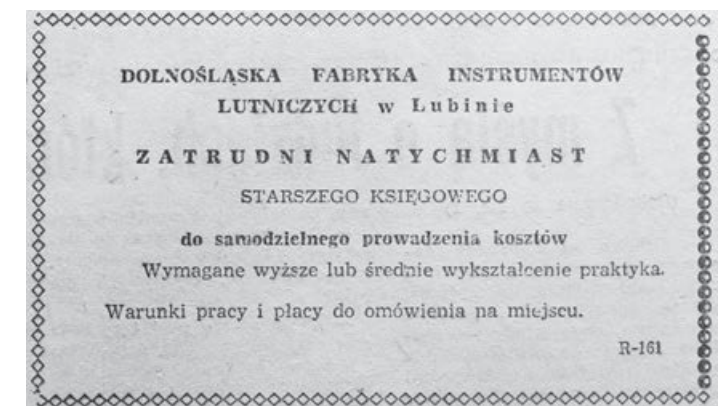 DOLNOŚLĄSKA FABRYKA INSTRUMENTÓW
LUTNICZYCH w Lubinie
ZATRUDNI NATYCHMIAST
STARSZEGO KSIĘGOWEGO
do samodzielnego prowadzenia kosztów
Wymagane wyższe lub średnie wykształcenie praktyka.
Warunki pracy i płacy do omówienia na miejscu.
R-161